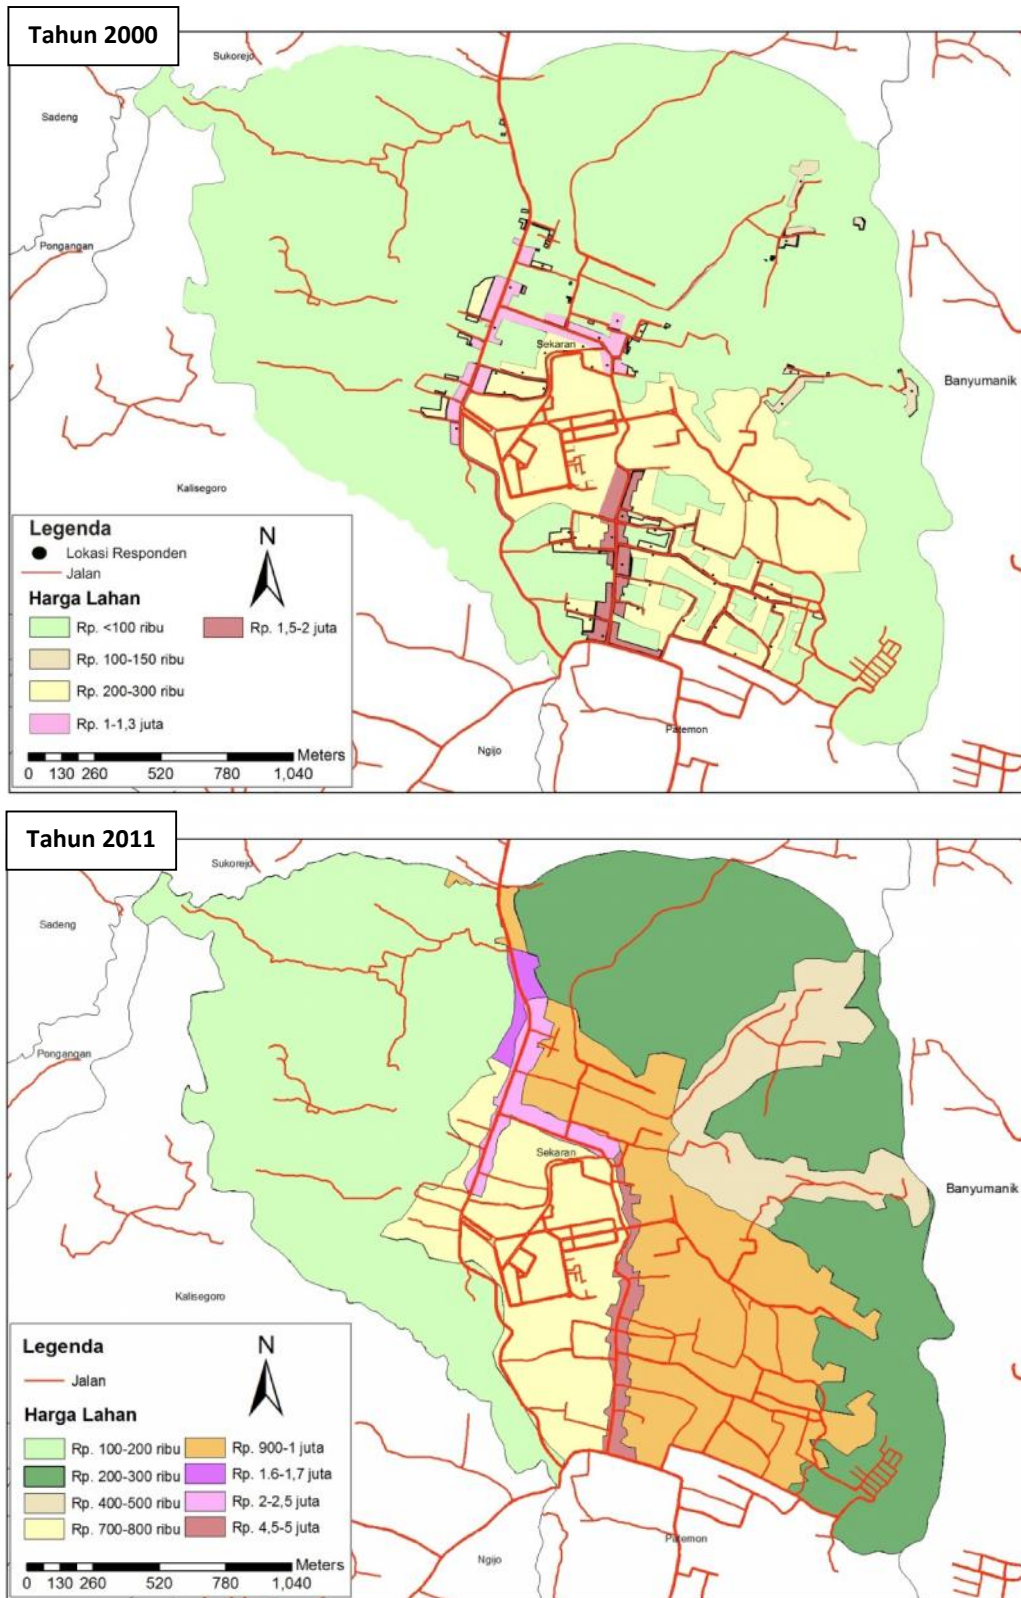 Tahun 2000
Sukorejo
Sadeng
Pongangan
Sekaran
Banyumanik
Kalisegoro
Legenda
Lokasi Responden
Jalan
Harga Lahan
Rp. <100 ribu
Rp. 1,5-2 juta
Rp. 100-150 ribu
Rp. 200-300 ribu
Rp. 1-1,3 juta
N
Meters
0 130 260 520 780 1,040
Ngijo
Patemon
Tahun 2011
Sukorejo
Sadeng
Pongangan
Sekaran
Banyumanik
Kalisegoro
Legenda
Jalan
Harga Lahan
Rp. 100-200 ribu
Rp. 900-1 juta
Rp. 200-300 ribu
Rp. 1.6-1,7 juta
Rp. 400-500 ribu
Rp. 2-2,5 juta
Rp. 700-800 ribu
Rp. 4,5-5 juta
N
Meters
0 130 260 520 780 1,040
Ngijo
Patemon